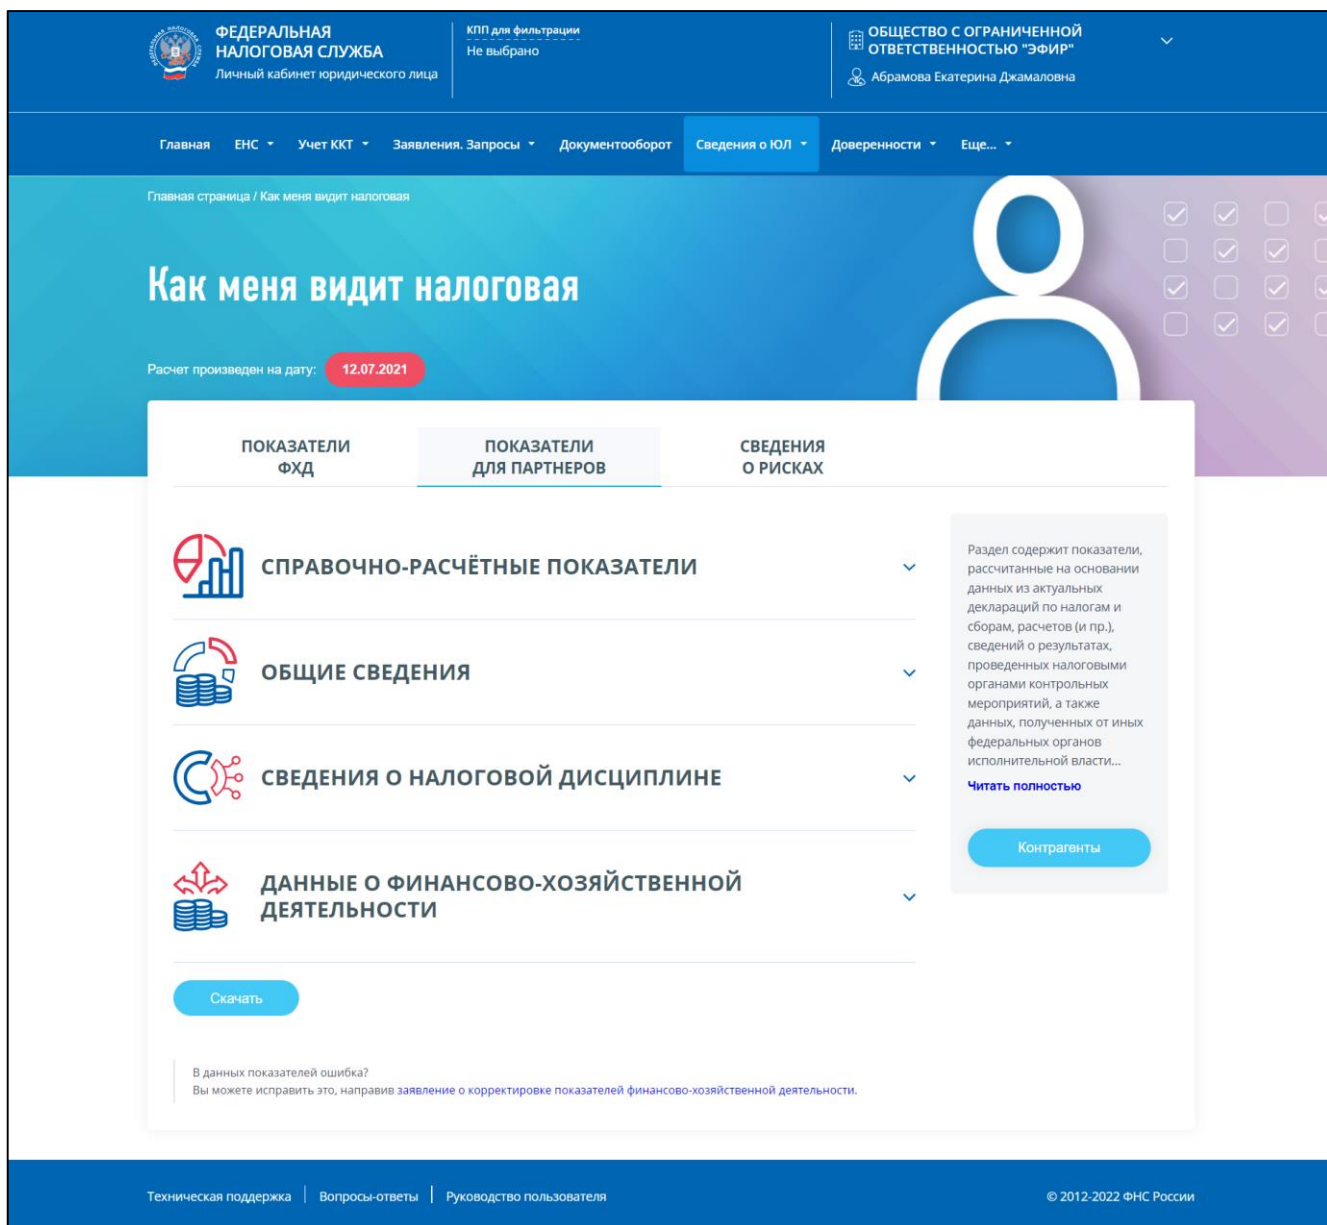 ФЕДЕРАЛЬНАЯ
НАЛОГОВАЯ СЛУЖБА
Личный кабинет юридического лица
КПП для фильтрации
Не выбрано
ОБЩЕСТВО С ОГРАНИЧЕННОЙ
ОТВЕТСТВЕННОСТЬЮ "ЭФИР"
Абрамова Екатерина Джамаловна
Главная ЕНС Учет ККТ Заявления. Запросы Документооборот Сведения о ЮЛ Доверенности Еще...
Главная страница / Как меня видит налоговая
Как меня видит налоговая
Расчет произведен на дату: 12.07.2021
ПОКАЗАТЕЛИ
ФХД
ПОКАЗАТЕЛИ
ДЛЯ ПАРТНЕРОВ
СВЕДЕНИЯ
О РИСКАХ
СПРАВОЧНО-РАСЧЁТНЫЕ ПОКАЗАТЕЛИ
ОБЩИЕ СВЕДЕНИЯ
СВЕДЕНИЯ О НАЛОГОВОЙ ДИСЦИПЛИНЕ
ДАННЫЕ О ФИНАНСОВО-ХОЗЯЙСТВЕННОЙ
ДЕЯТЕЛЬНОСТИ
Раздел содержит показатели,
рассчитанные на основании
данных из актуальных
деклараций по налогам и
сборам, расчетов (и пр.),
сведений о результатах,
проведенных налоговыми
органами контрольных
мероприятий, а также
данных, полученных от иных
федеральных органов
исполнительной власти...
Читать полностью
Контрагенты
Скачать
В данных показателей ошибка?
Вы можете исправить это, направив заявление о корректировке показателей финансово-хозяйственной деятельности.
Техническая поддержка Вопросы-ответы Руководство пользователя
© 2012-2022 ФНС России